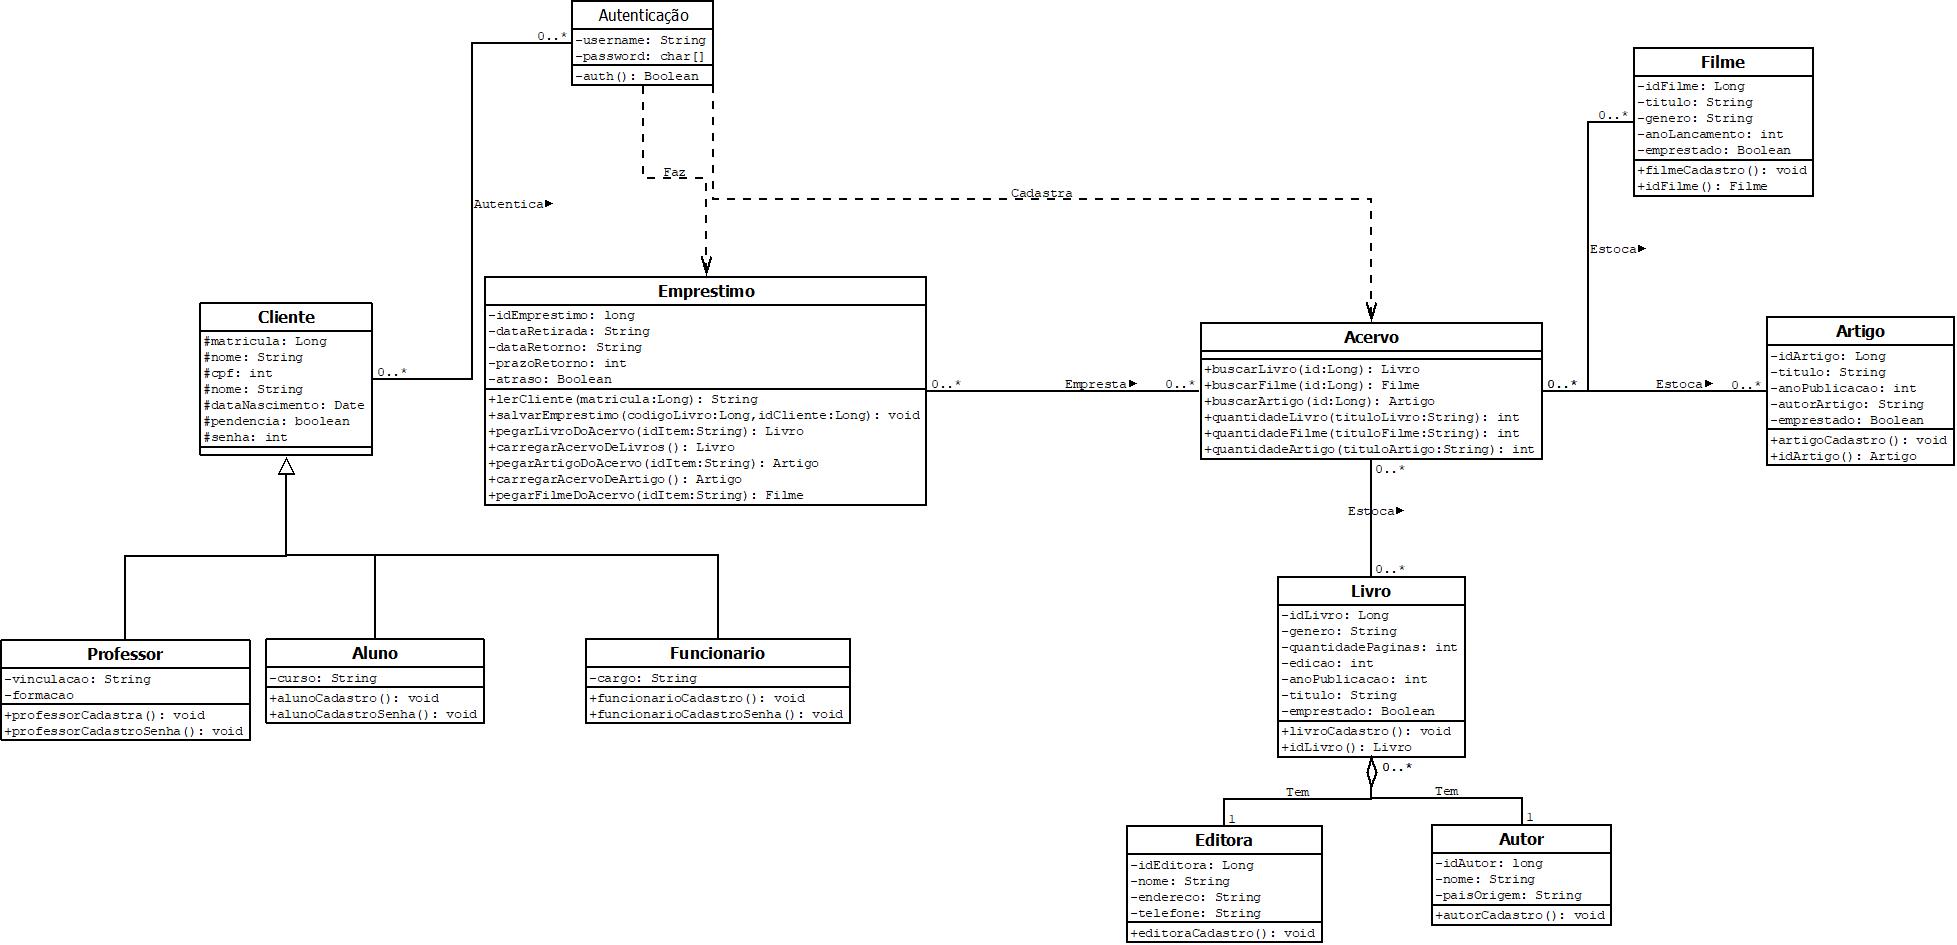 Autenticação
-username: String
-password: char[]
-auth(): Boolean
0..*
Autentica
0..*
Faz
Cadastra
Cliente
#matricula: Long
#nome: String
#cpf: int
#nome: String
#dataNascimento: Date
#pendencia: boolean
#senha: int
Emprestimo
-idEmprestimo: long
-dataRetirada: String
-dataRetorno: String
-prazoRetorno: int
-atraso: Boolean
+lerCliente(matricula:Long): String
+salvarEmprestimo(codigoLivro:Long,idCliente:Long): void
+pegarLivroDoAcervo(idItem:String): Livro
+carregarAcervoDeLivros(): Livro
+pegarArtigoDoAcervo(idItem:String): Artigo
+carregarAcervoDeArtigo(): Artigo
+pegarFilmeDoAcervo(idItem:String): Filme
0..*
Empresta
0..*
Acervo
+buscarLivro(id:Long): Livro
+buscarFilme(id:Long): Filme
+buscarArtigo(id:Long): Artigo
+quantidadeLivro(tituloLivro:String): int
+quantidadeFilme(tituloFilme:String): int
+quantidadeArtigo(tituloArtigo:String): int
Filme
-idFilme: Long
-titulo: String
-genero: String
-anoLancamento: int
-emprestado: Boolean
+filmeCadastro(): void
+idFilme(): Filme
0..*
Estoca
0..*
Estoca
0..*
Artigo
-idArtigo: Long
-titulo: String
-anoPublicacao: int
-autorArtigo: String
-emprestado: Boolean
+artigoCadastro(): void
+idArtigo(): Artigo
0..*
Estoca
0..*
Professor
-vinculacao: String
-formacao
+professorCadastra(): void
+professorCadastroSenha(): void
Aluno
-curso: String
+alunoCadastro(): void
+alunoCadastroSenha(): void
Funcionario
-cargo: String
+funcionarioCadastro(): void
+funcionarioCadastroSenha(): void
Livro
-idLivro: Long
-genero: String
-quantidadePaginas: int
-edicao: int
-anoPublicacao: int
-titulo: String
-emprestado: Boolean
+livroCadastro(): void
+idLivro(): Livro
0..*
Tem
Tem
1
1
Editora
-idEditora: Long
-nome: String
-endereco: String
-telefone: String
+editoraCadastro(): void
Autor
-idAutor: long
-nome: String
-paisOrigem: String
+autorCadastro(): void